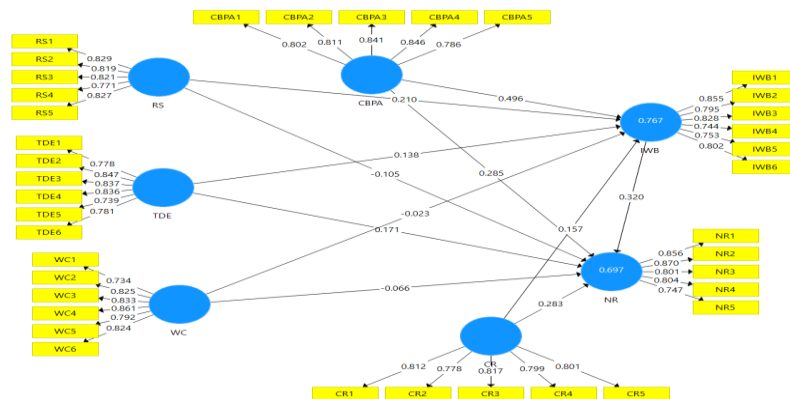 CBPA1 CBPA2 CBPA3 CBPA4 CBPA5
0.802 0.811 0.841 0.846 0.786
CBPA
RS1
RS2
RS3
RS4
RS5
0.829
0.819
0.821
0.771
0.827
RS
TDE1
TDE2
TDE3
TDE4
TDE5
TDE6
0.778
0.847
0.837
0.836
0.739
0.781
TDE
WC1
WC2
WC3
WC4
WC5
WC6
0.734
0.825
0.833
0.861
0.792
0.824
WC
0.210
0.496
0.138
-0.105
0.285
-0.023
0.171
0.157
0.320
-0.066
0.283
0.767
IWB
0.855
0.795
0.828
0.744
0.753
0.802
IWB1
IWB2
IWB3
IWB4
IWB5
IWB6
0.697
NR
0.856
0.870
0.801
0.804
0.747
NR1
NR2
NR3
NR4
NR5
CR
0.812 0.778 0.817 0.799 0.801
CR1 CR2 CR3 CR4 CR5